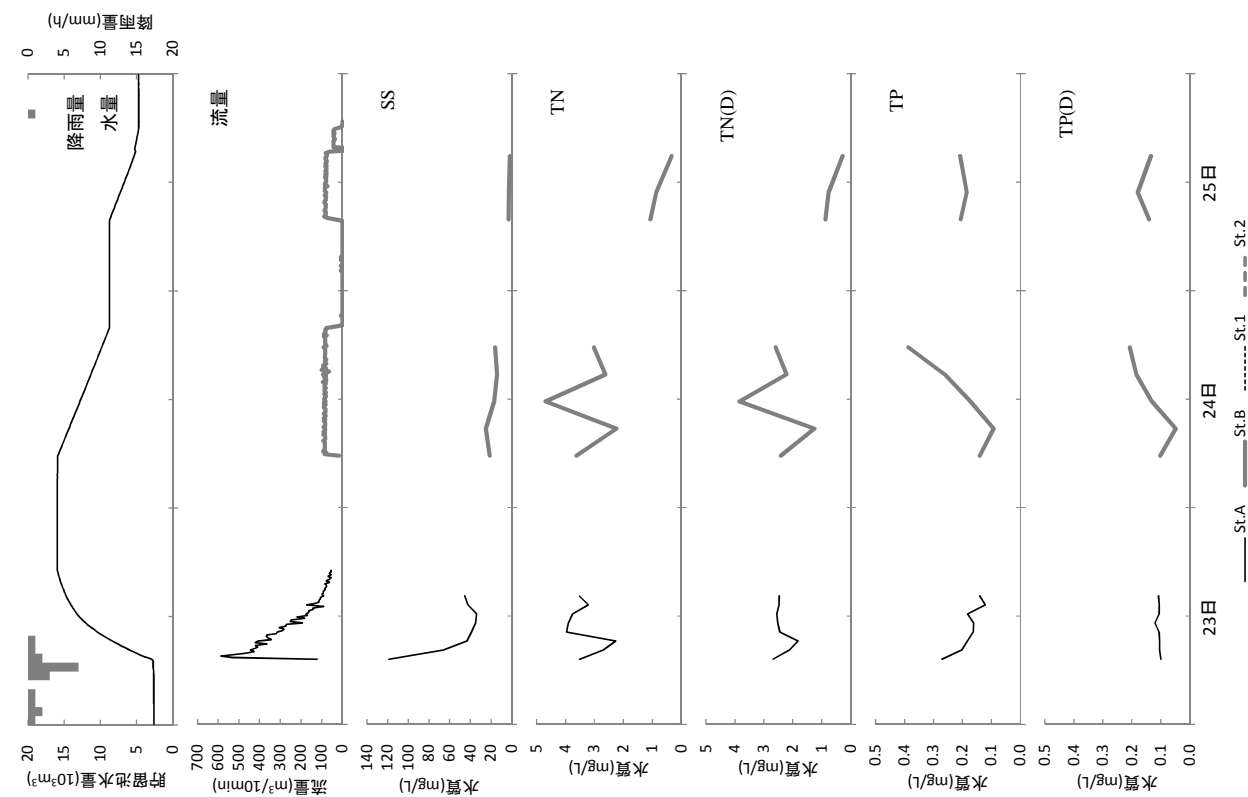 降雨量(mm/h)
0 5 10 15 20
降雨量
水量
20 15 10 5 0
貯留池水量(10³m³)
流量
700 600 500 400 300 200 100 0
流量(m³/10min)
SS
140 120 100 80 60 40 20 0
水質(mg/L)
TN
5 4 3 2 1 0
水質(mg/L)
TN(D)
5 4 3 2 1 0
水質(mg/L)
TP
0.5 0.4 0.3 0.2 0.1 0.0
水質(mg/L)
TP(D)
0.5 0.4 0.3 0.2 0.1 0.0
水質(mg/L)
23日 24日 25日
St.A St.B St.1 St.2